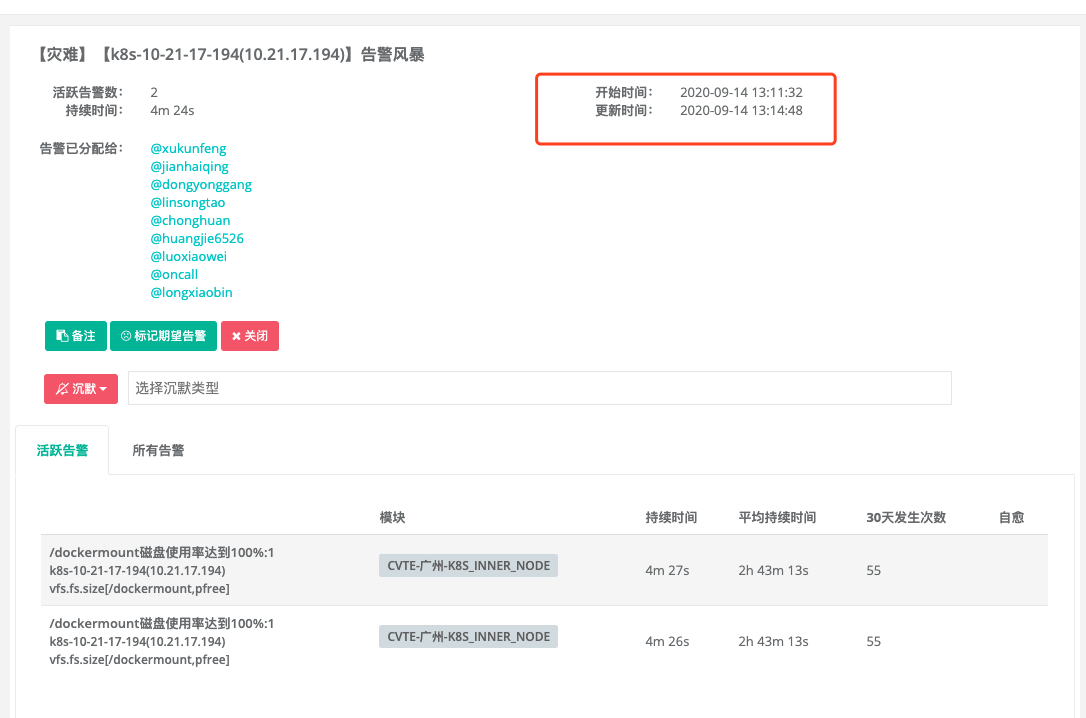 【灾难】【k8s-10-21-17-194(10.21.17.194)】告警风暴
活跃告警数： 2
持续时间： 4m 24s
开始时间： 2020-09-14 13:11:32
更新时间： 2020-09-14 13:14:48
告警已分配给： @xukunfeng
@jianhaiqing
@dongyonggang
@linsongtao
@chonghuan
@huangjie6526
@luoxiaowei
@oncall
@longxiaobin
备注 标记期望告警 关闭
沉默 选择沉默类型
活跃告警 所有告警
模块 持续时间 平均持续时间 30天发生次数 自愈
/dockermount磁盘使用率达到100%:1
k8s-10-21-17-194(10.21.17.194)
vfs.fs.size[/dockermount,pfree]
CVTE-广州-K8S_INNER_NODE 4m 27s 2h 43m 13s 55
/dockermount磁盘使用率达到100%:1
k8s-10-21-17-194(10.21.17.194)
vfs.fs.size[/dockermount,pfree]
CVTE-广州-K8S_INNER_NODE 4m 26s 2h 43m 13s 55